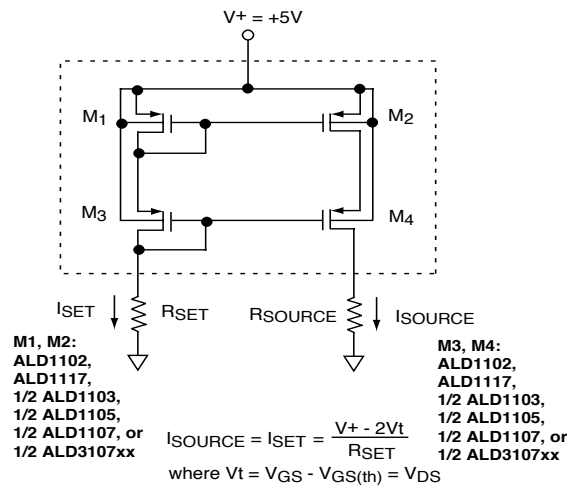 V+ = +5V
M1
M2
M3
M4
ISET
RSET
RSOURCE
ISOURCE
M1, M2:
ALD1102,
ALD1117,
1/2 ALD1103,
1/2 ALD1105,
1/2 ALD1107, or
1/2 ALD3107xx
M3, M4:
ALD1102,
ALD1117,
1/2 ALD1103,
1/2 ALD1105,
1/2 ALD1107, or
1/2 ALD3107xx
ISOURCE = ISET = V+ - 2Vt / RSET
where Vt = VGS - VGS(th) = VDS